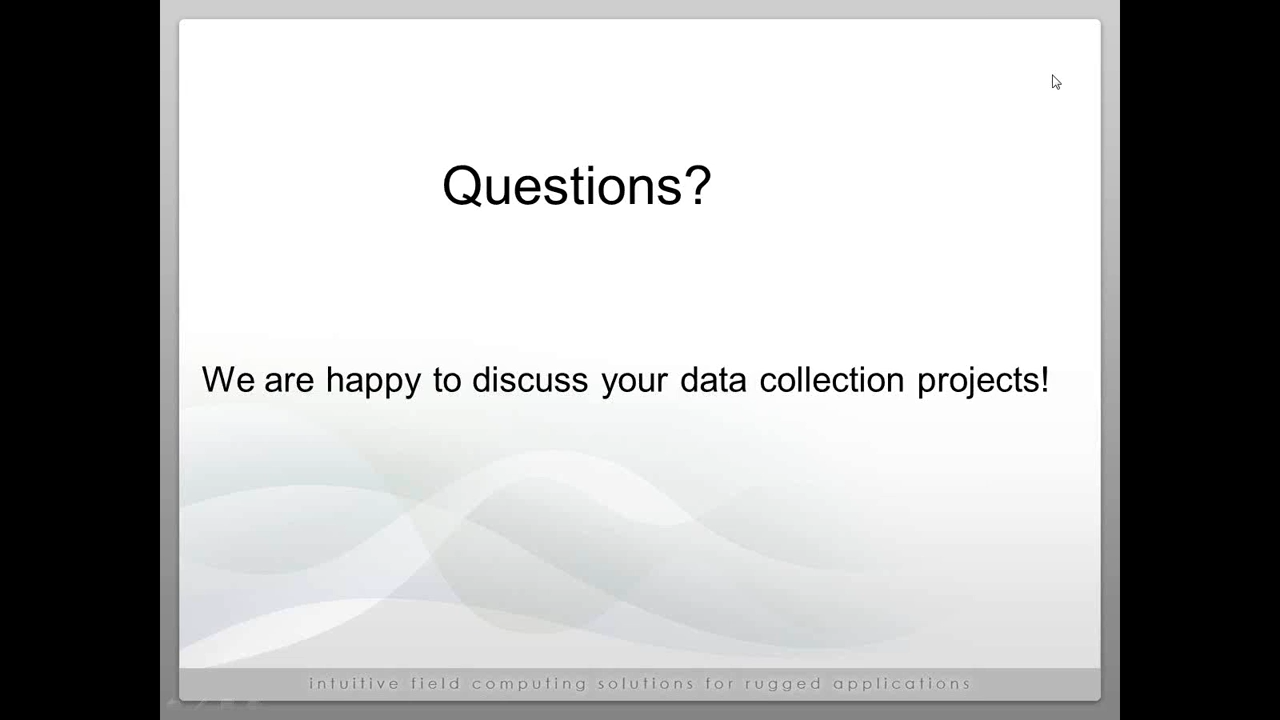 Questions?
We are happy to discuss your data collection projects!
intuitive field computing solutions for rugged applications